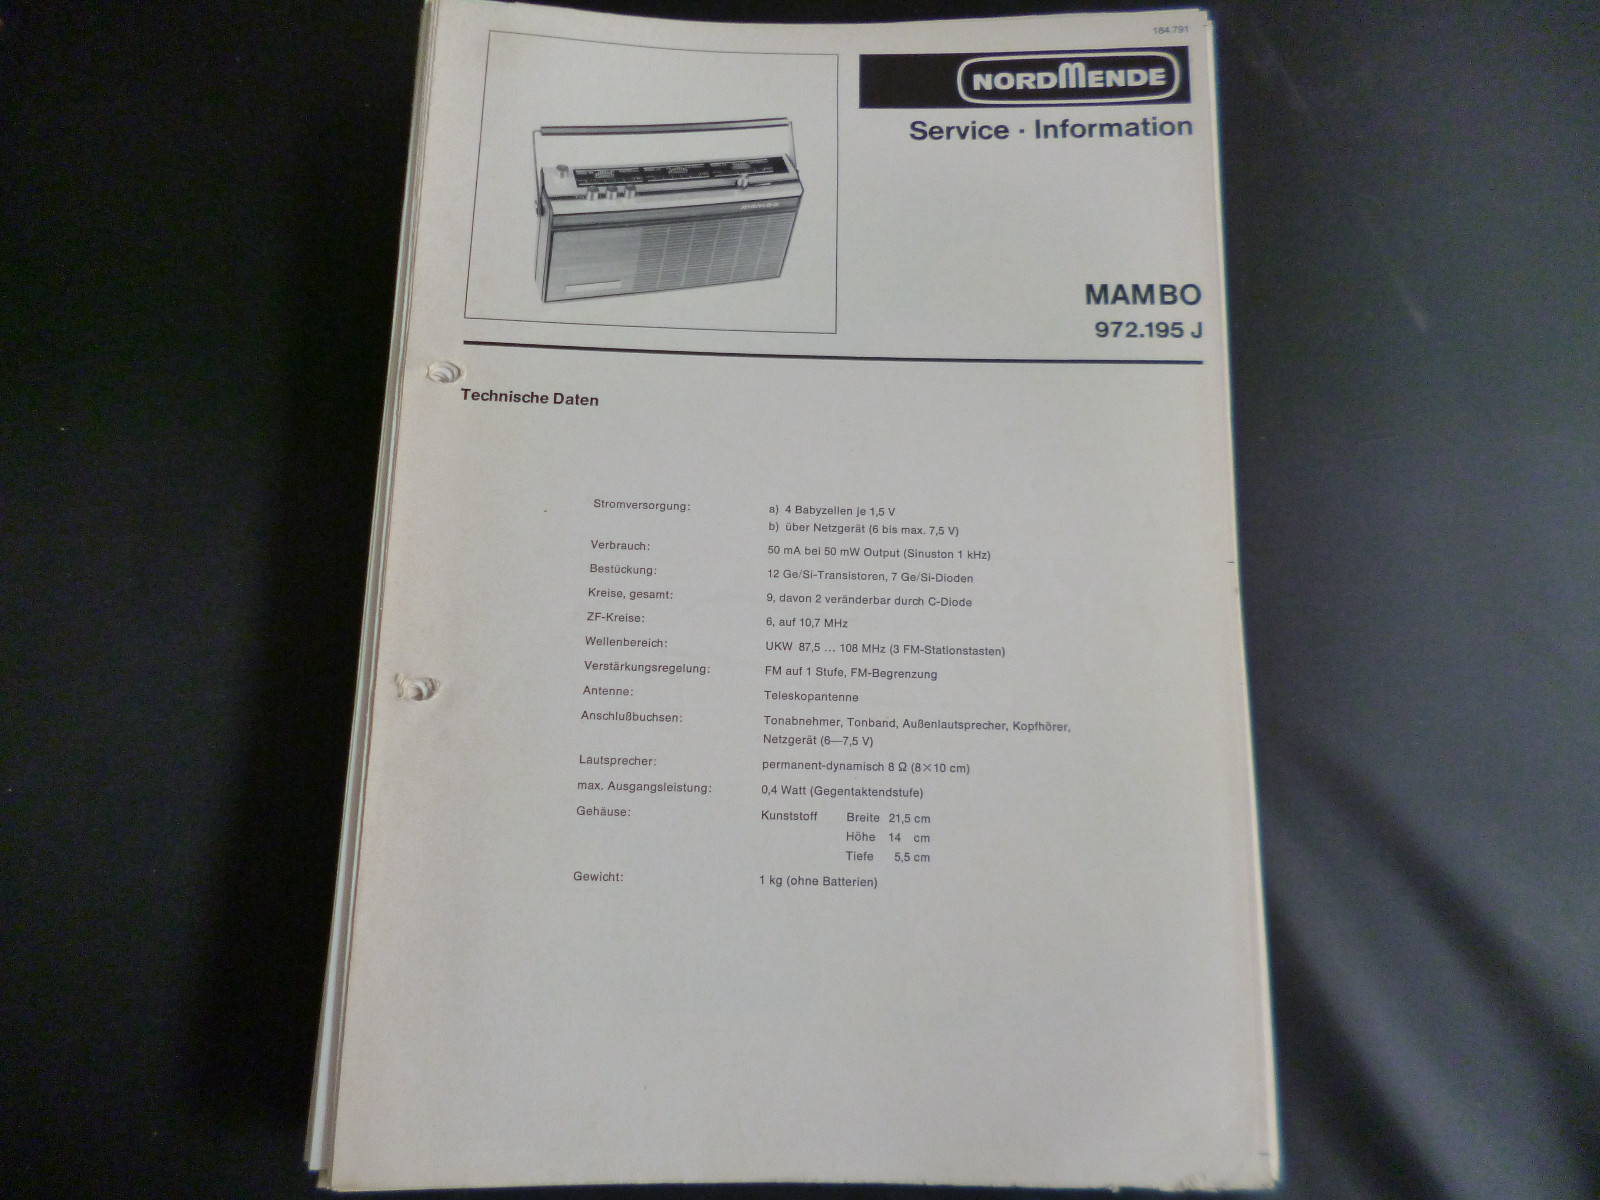 184.791
NORDMENDE
Service · Information
MAMBO
972.195 J
Technische Daten
Stromversorgung: a) 4 Babyzellen je 1,5 V
b) über Netzgerät (6 bis max. 7,5 V)
Verbrauch: 50 mA bei 50 mW Output (Sinuston 1 kHz)
Bestückung: 12 Ge/Si-Transistoren, 7 Ge/Si-Dioden
Kreise, gesamt: 9, davon 2 veränderbar durch C-Diode
ZF-Kreise: 6, auf 10,7 MHz
Wellenbereich: UKW 87,5 ... 108 MHz (3 FM-Stationstasten)
Verstärkungsregelung: FM auf 1 Stufe, FM-Begrenzung
Antenne: Teleskopantenne
Anschlußbuchsen: Tonabnehmer, Tonband, Außenlautsprecher, Kopfhörer,
Netzgerät (6—7,5 V)
Lautsprecher: permanent-dynamisch 8 Ω (8×10 cm)
max. Ausgangsleistung: 0,4 Watt (Gegentaktendstufe)
Gehäuse: Kunststoff Breite 21,5 cm
Höhe 14 cm
Tiefe 5,5 cm
Gewicht: 1 kg (ohne Batterien)